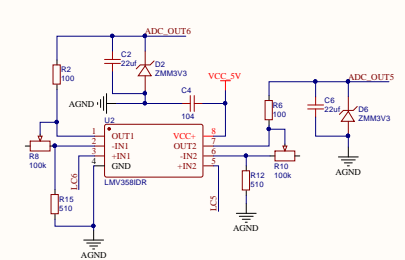 ADC_OUT6
C2
22uf
D2
ZMM3V3
R2
100
AGND
C4
104
VCC_5V
ADC_OUT5
R6
100
C6
22uf
D6
ZMM3V3
AGND
U2
1 OUT1 VCC+ 8
2 -IN1 OUT2 7
3 +IN1 -IN2 6
4 GND +IN2 5
LMV358IDR
R8
100k
LC6
R15
510
AGND
LC5
R12
510
R10
100k
AGND